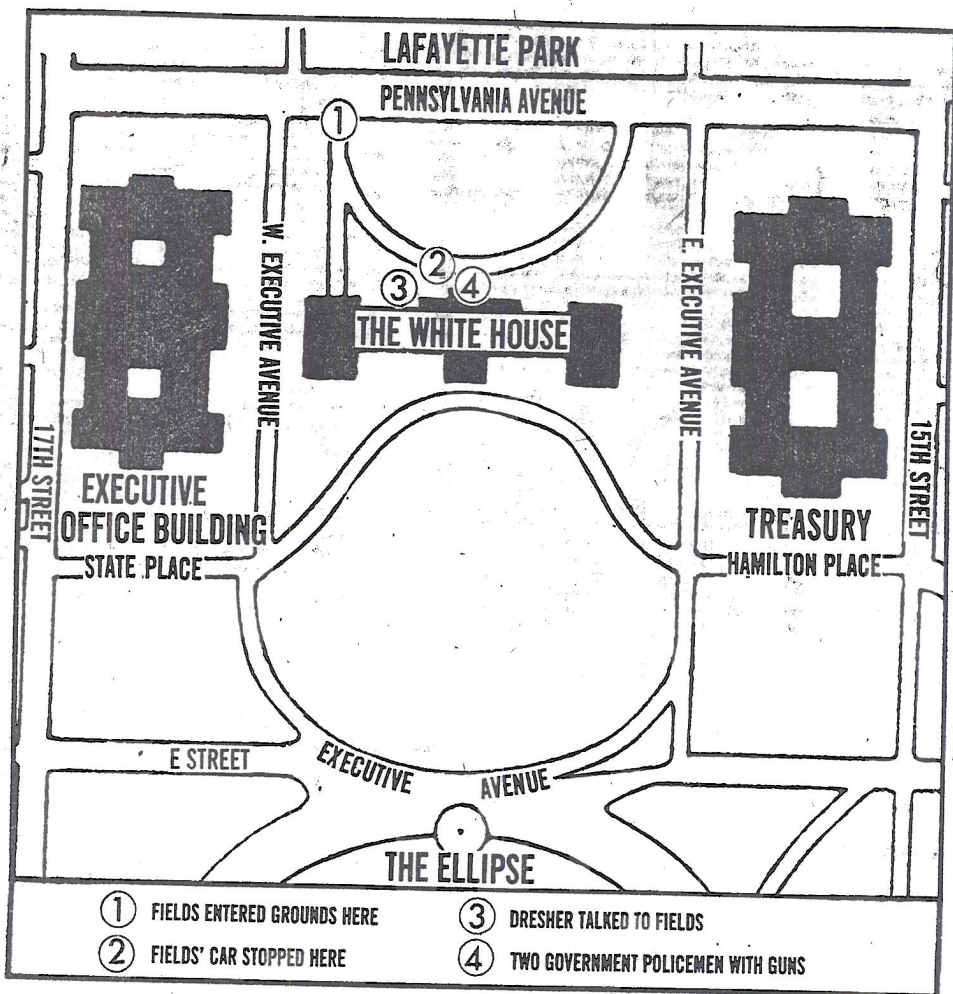 LAFAYETTE PARK
PENNSYLVANIA AVENUE
1
W. EXECUTIVE AVENUE
E. EXECUTIVE AVENUE
2
3
4
THE WHITE HOUSE
17TH STREET
15TH STREET
EXECUTIVE
OFFICE BUILDING
TREASURY
STATE PLACE
HAMILTON PLACE
E STREET
EXECUTIVE AVENUE
THE ELLIPSE
1 FIELDS ENTERED GROUNDS HERE
2 FIELDS' CAR STOPPED HERE
3 DRESHER TALKED TO FIELDS
4 TWO GOVERNMENT POLICEMEN WITH GUNS